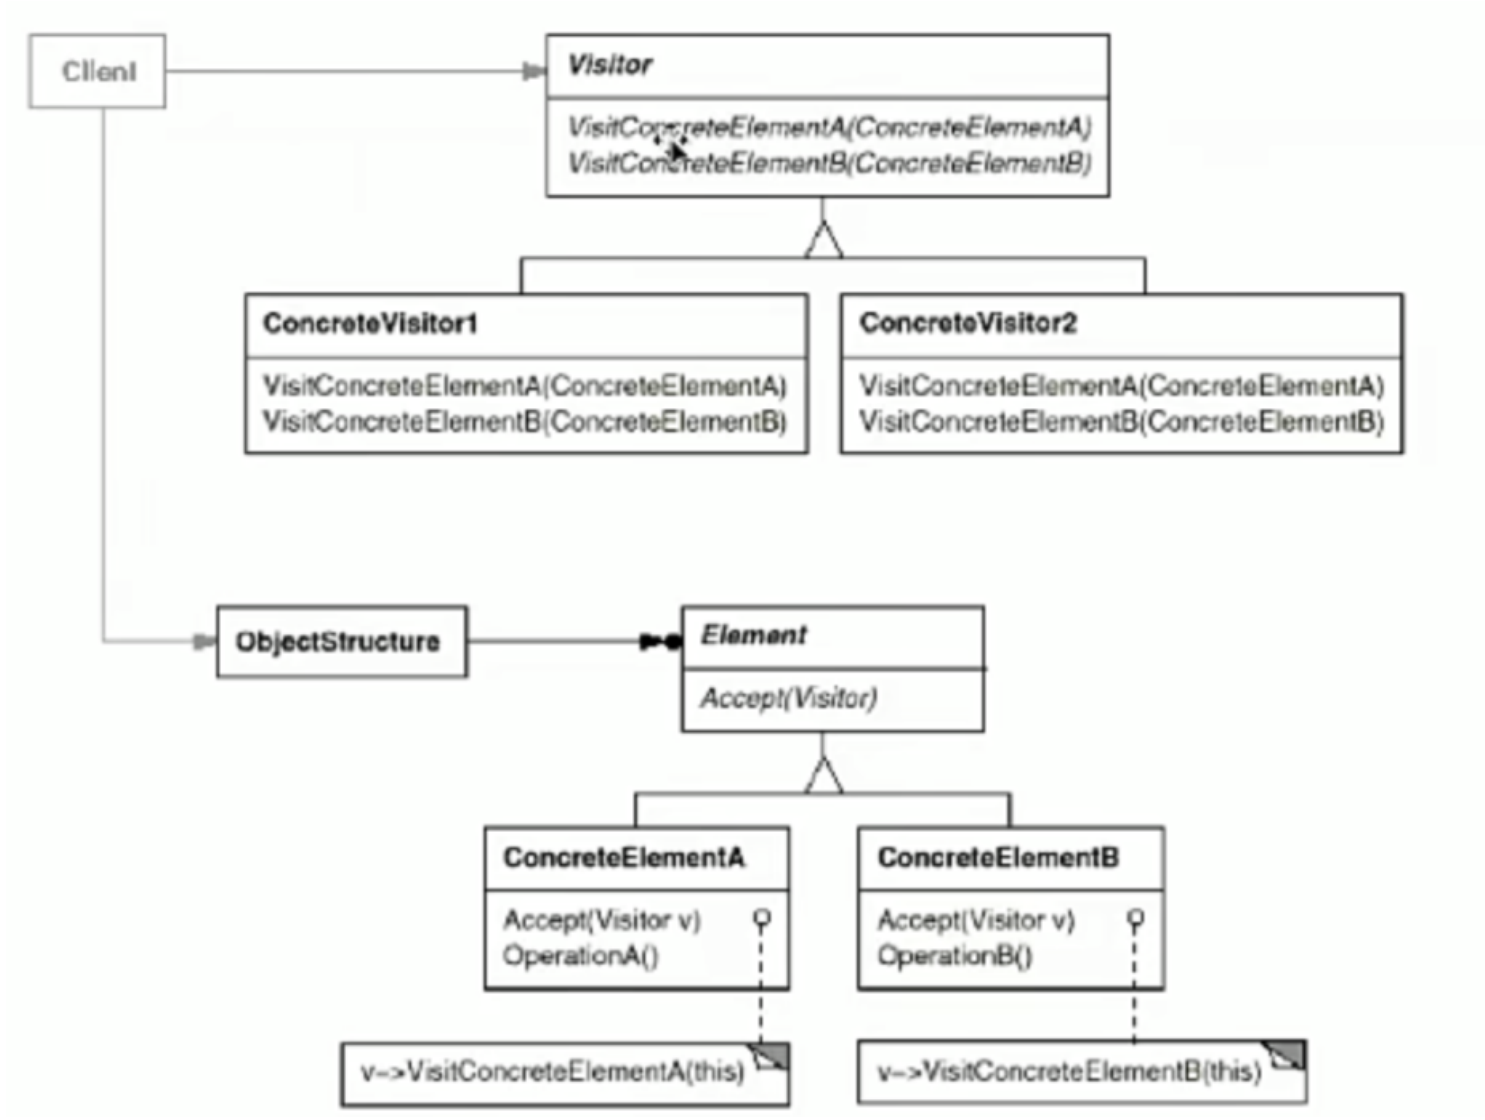 Client
Visitor
VisitConcreteElementA(ConcreteElementA)
VisitConcreteElementB(ConcreteElementB)
ConcreteVisitor1
VisitConcreteElementA(ConcreteElementA)
VisitConcreteElementB(ConcreteElementB)
ConcreteVisitor2
VisitConcreteElementA(ConcreteElementA)
VisitConcreteElementB(ConcreteElementB)
ObjectStructure
Element
Accept(Visitor)
ConcreteElementA
Accept(Visitor v)
OperationA()
v->VisitConcreteElementA(this)
ConcreteElementB
Accept(Visitor v)
OperationB()
v->VisitConcreteElementB(this)